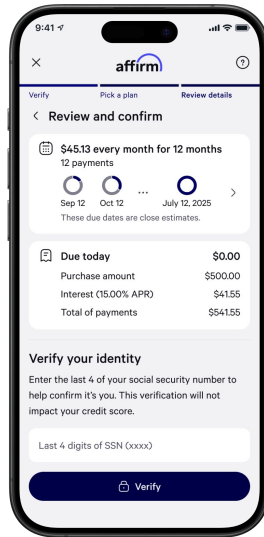 9:41
affirm
?
Verify
Pick a plan
Review details
Review and confirm
$45.13 every month for 12 months
12 payments
Sep 12
Oct 12
...
July 12, 2025
These due dates are close estimates.
Due today $0.00
Purchase amount $500.00
Interest (15.00% APR) $41.55
Total of payments $541.55
Verify your identity
Enter the last 4 of your social security number to
help confirm it's you. This verification will not
impact your credit score.
Last 4 digits of SSN (xxxx)
Verify